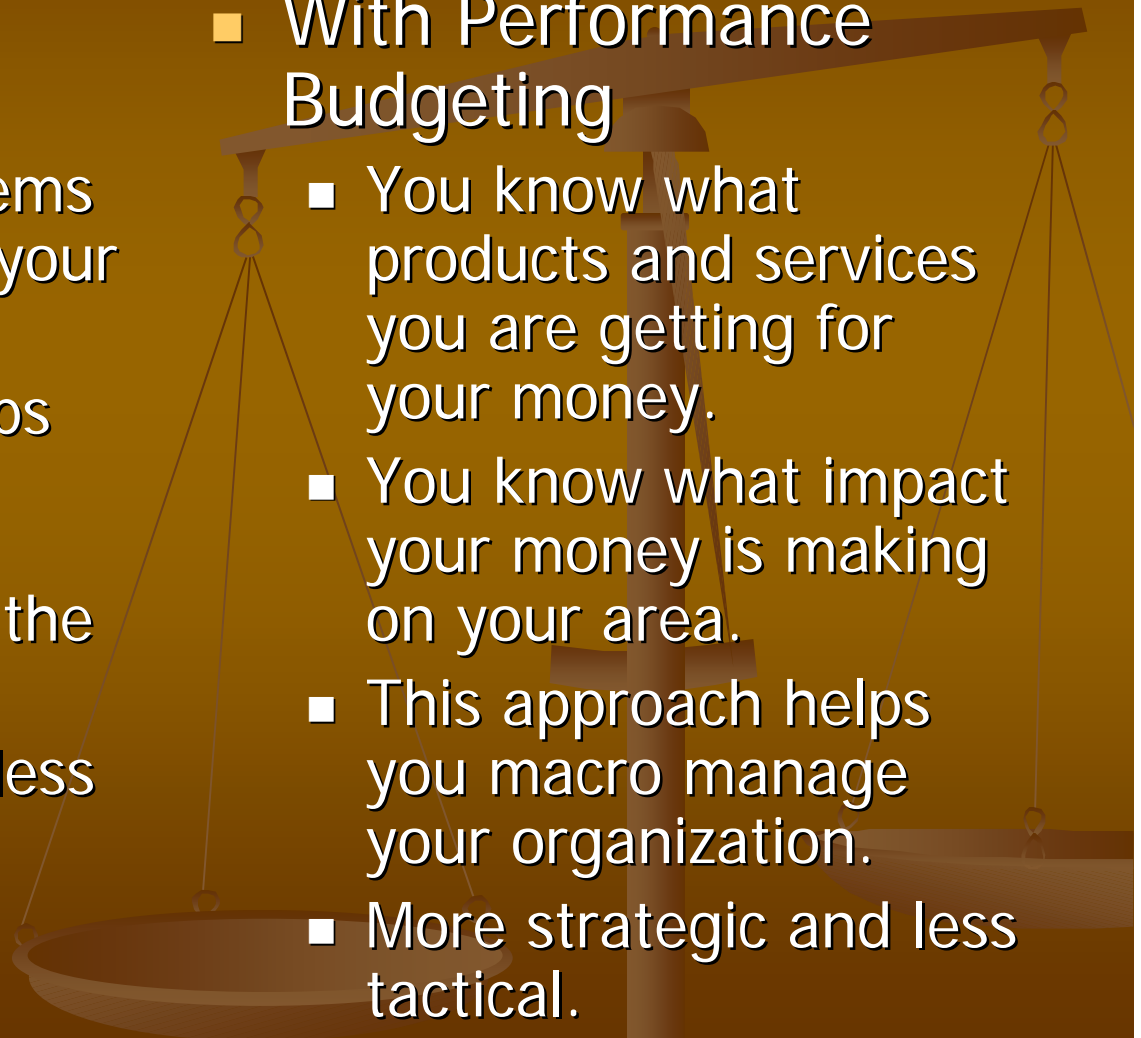 With Performance
Budgeting
your
the
You know what
products and services
you are getting for
your money.
You know what impact
your money is making
on your area.
This approach helps
you macro manage
your organization.
More strategic and less
tactical.